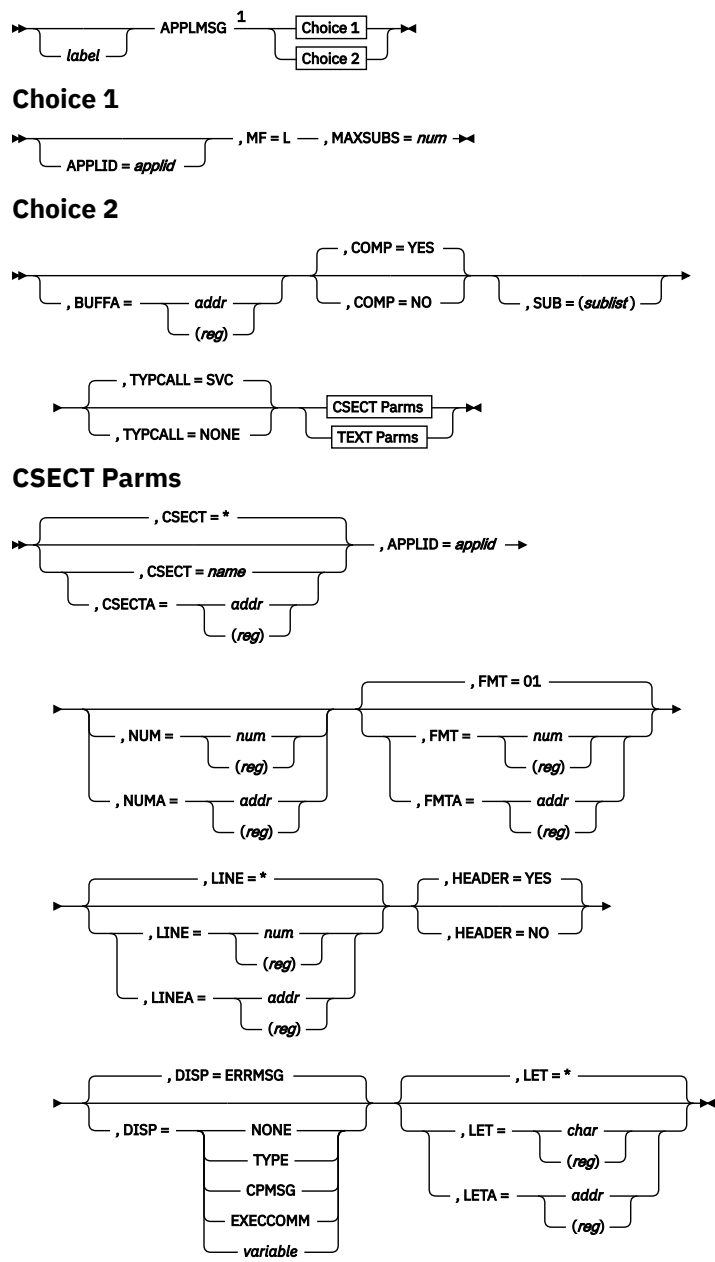 APPLMSG 1 Choice 1
label Choice 2
Choice 1
, MF = L , MAXSUBS = num
APPLID = applid
Choice 2
, COMP = YES
, BUFFA = addr , COMP = NO , SUB = (sublist)
(reg)
, TYPCALL = SVC
CSECT Parms
, TYPCALL = NONE TEXT Parms
CSECT Parms
, CSECT = *
, APPLID = applid
, CSECT = name
, CSECTA = addr
(reg)
, FMT = 01
, NUM = num , FMT = num
(reg) (reg)
, NUMA = addr , FMTA = addr
(reg) (reg)
, LINE = * , HEADER = YES
, LINE = num , HEADER = NO
(reg)
, LINEA = addr
(reg)
, DISP = ERRMSG , LET = *
, DISP = NONE , LET = char
TYPE (reg)
CPMSG , LETA = addr
EXECCOMM (reg)
variable